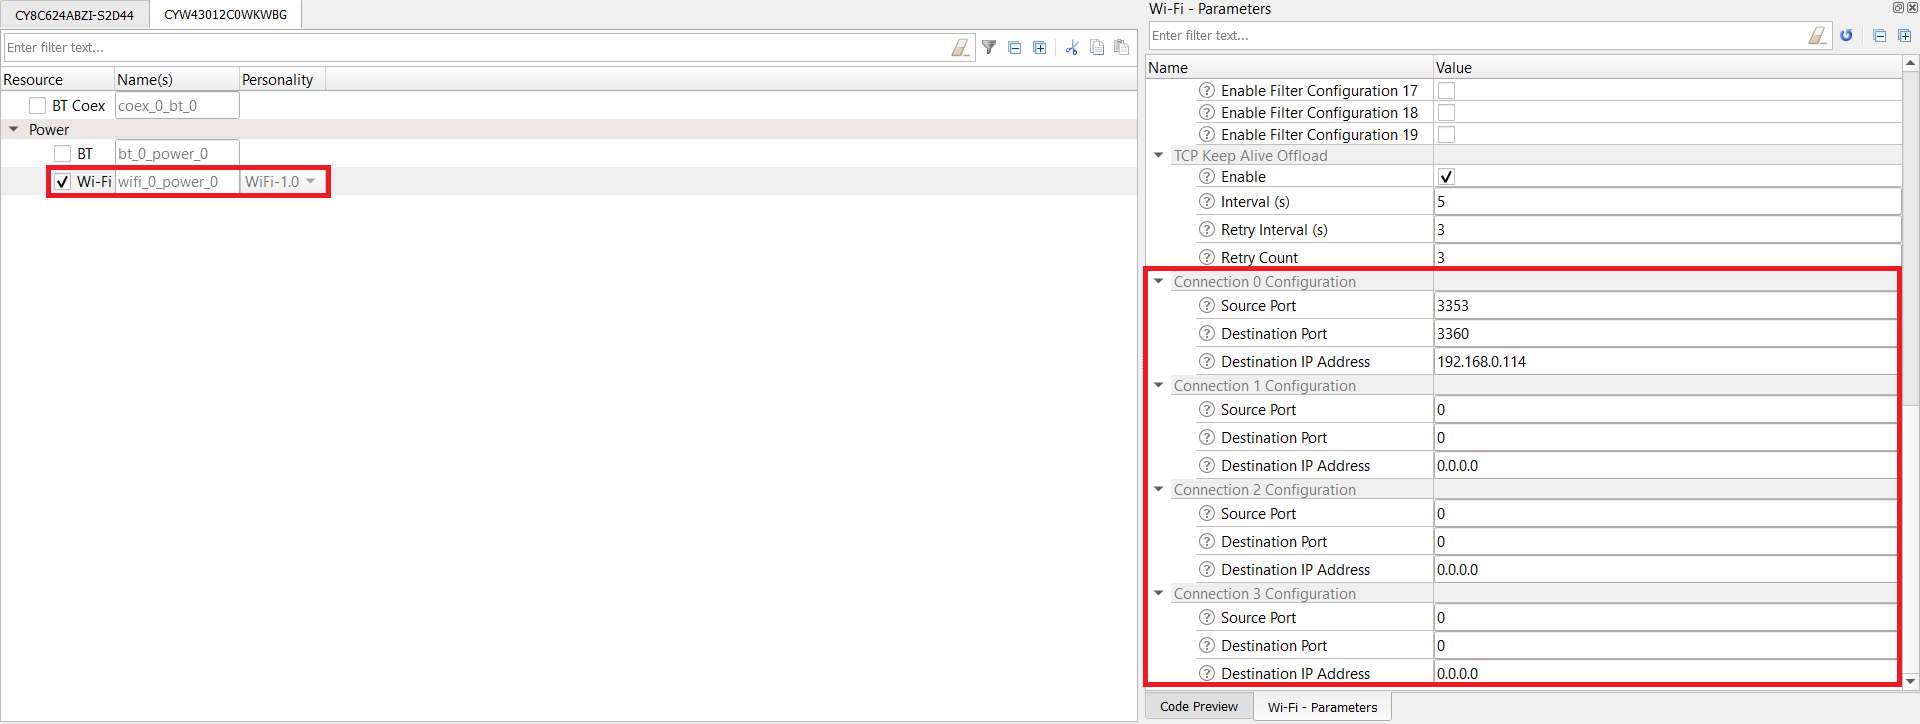 CY8C624ABZI-S2D44 CYW43012C0WKWBG
Enter filter text...
Resource Name(s) Personality
BT Coex coex_0_bt_0
Power
BT bt_0_power_0
Wi-Fi wifi_0_power_0 WiFi-1.0
Wi-Fi - Parameters
Enter filter text...
Name Value
Enable Filter Configuration 17
Enable Filter Configuration 18
Enable Filter Configuration 19
TCP Keep Alive Offload
Enable
Interval (s) 5
Retry Interval (s) 3
Retry Count 3
Connection 0 Configuration
Source Port 3353
Destination Port 3360
Destination IP Address 192.168.0.114
Connection 1 Configuration
Source Port 0
Destination Port 0
Destination IP Address 0.0.0.0
Connection 2 Configuration
Source Port 0
Destination Port 0
Destination IP Address 0.0.0.0
Connection 3 Configuration
Source Port 0
Destination Port 0
Destination IP Address 0.0.0.0
Code Preview Wi-Fi - Parameters